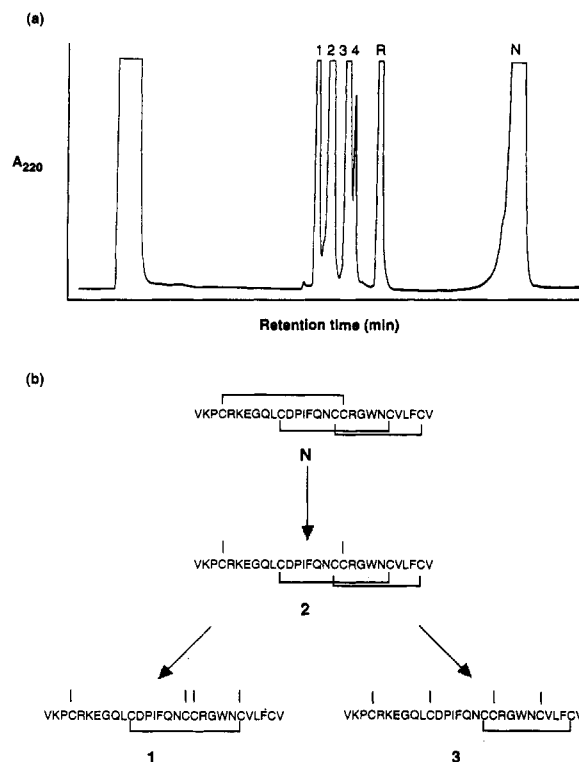 (a)
1 2 3 4 R N
A220
Retention time (min)
(b)
VKPCRKEGQLCDPIFQNCCRGWNCVLFCV
N
VKPCRKEGQLCDPIFQNCCRGWNCVLFCV
2
VKPCRKEGQLCDPIFQNCCRGWNCVLFCV VKPCRKEGQLCDPIFQNCCRGWNCVLFCV
1 3